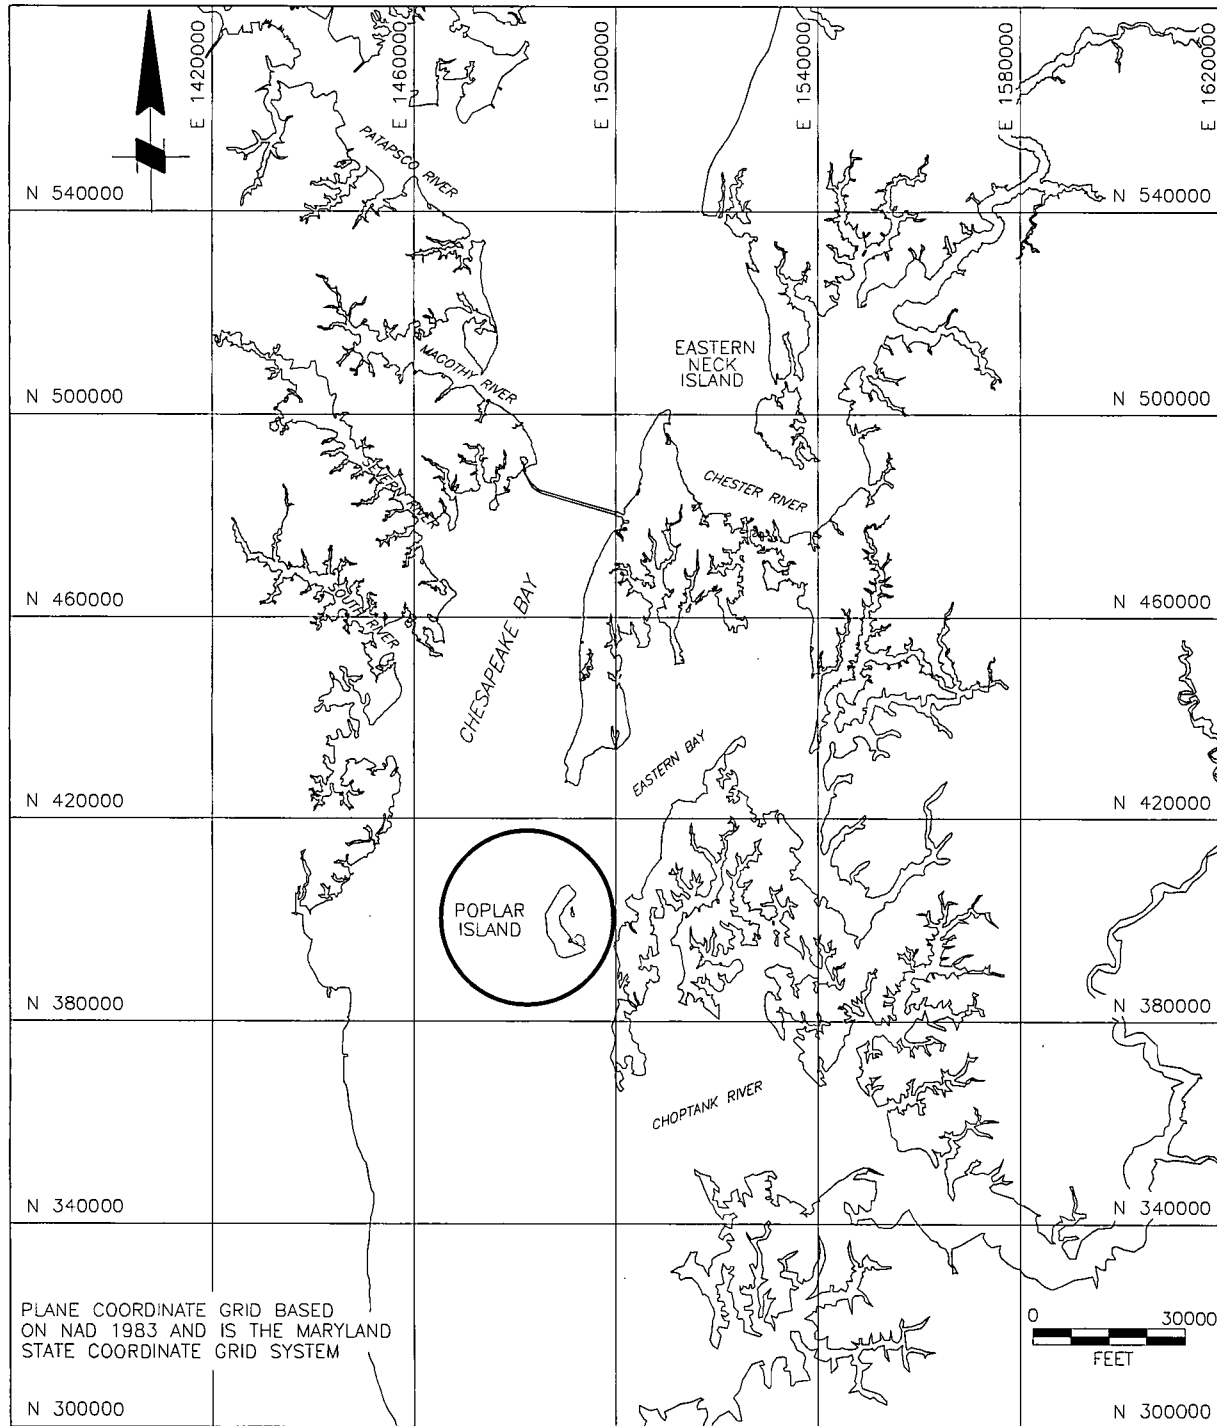 E 1420000
E 1460000
E 1500000
E 1540000
E 1580000
E 1620000
PATAPSCO RIVER
N 540000
N 540000
MAGOTHY RIVER
EASTERN
NECK
ISLAND
N 500000
N 500000
SEVERN RIVER
CHESTER RIVER
N 460000
N 460000
SOUTH RIVER
CHESAPEAKE BAY
EASTERN BAY
N 420000
N 420000
POPLAR
ISLAND
N 380000
N 380000
CHOPTANK RIVER
N 340000
N 340000
PLANE COORDINATE GRID BASED
ON NAD 1983 AND IS THE MARYLAND
STATE COORDINATE GRID SYSTEM
0 30000
FEET
N 300000
N 300000